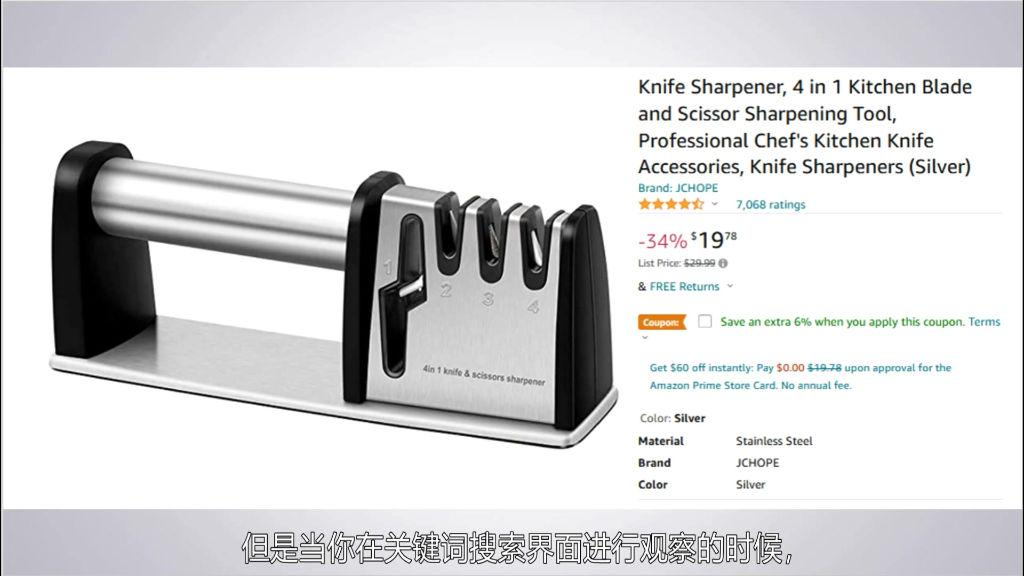 Knife Sharpener, 4 in 1 Kitchen Blade
and Scissor Sharpening Tool,
Professional Chef's Kitchen Knife
Accessories, Knife Sharpeners (Silver)
Brand: JCHOPE
7,068 ratings
-34% $19 78
List Price: $29.99
& FREE Returns
Coupon: Save an extra 6% when you apply this coupon. Terms
Get $60 off instantly: Pay $0.00 $19.78 upon approval for the
Amazon Prime Store Card. No annual fee.
Color: Silver
Material Stainless Steel
Brand JCHOPE
Color Silver
1
2
3
4
4in 1 knife & scissors sharpener
但是当你在关键词搜索界面进行观察的时候，